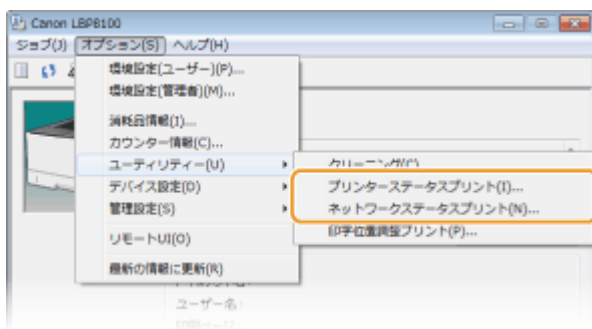 Canon LBP8100
ジョブ(J) オプション(S) ヘルプ(H)
環境設定(ユーザー)(P)...
環境設定(管理者)(M)...
消耗品情報(I)...
カウンター情報(C)...
ユーティリティー(U)
クリーニング(C)
デバイス設定(D)
プリンターステータスプリント(I)...
管理設定(S)
ネットワークステータスプリント(N)...
印字位置調整プリント(P)...
リモートUI(O)
最新の情報に更新(R)
ユーザー名: